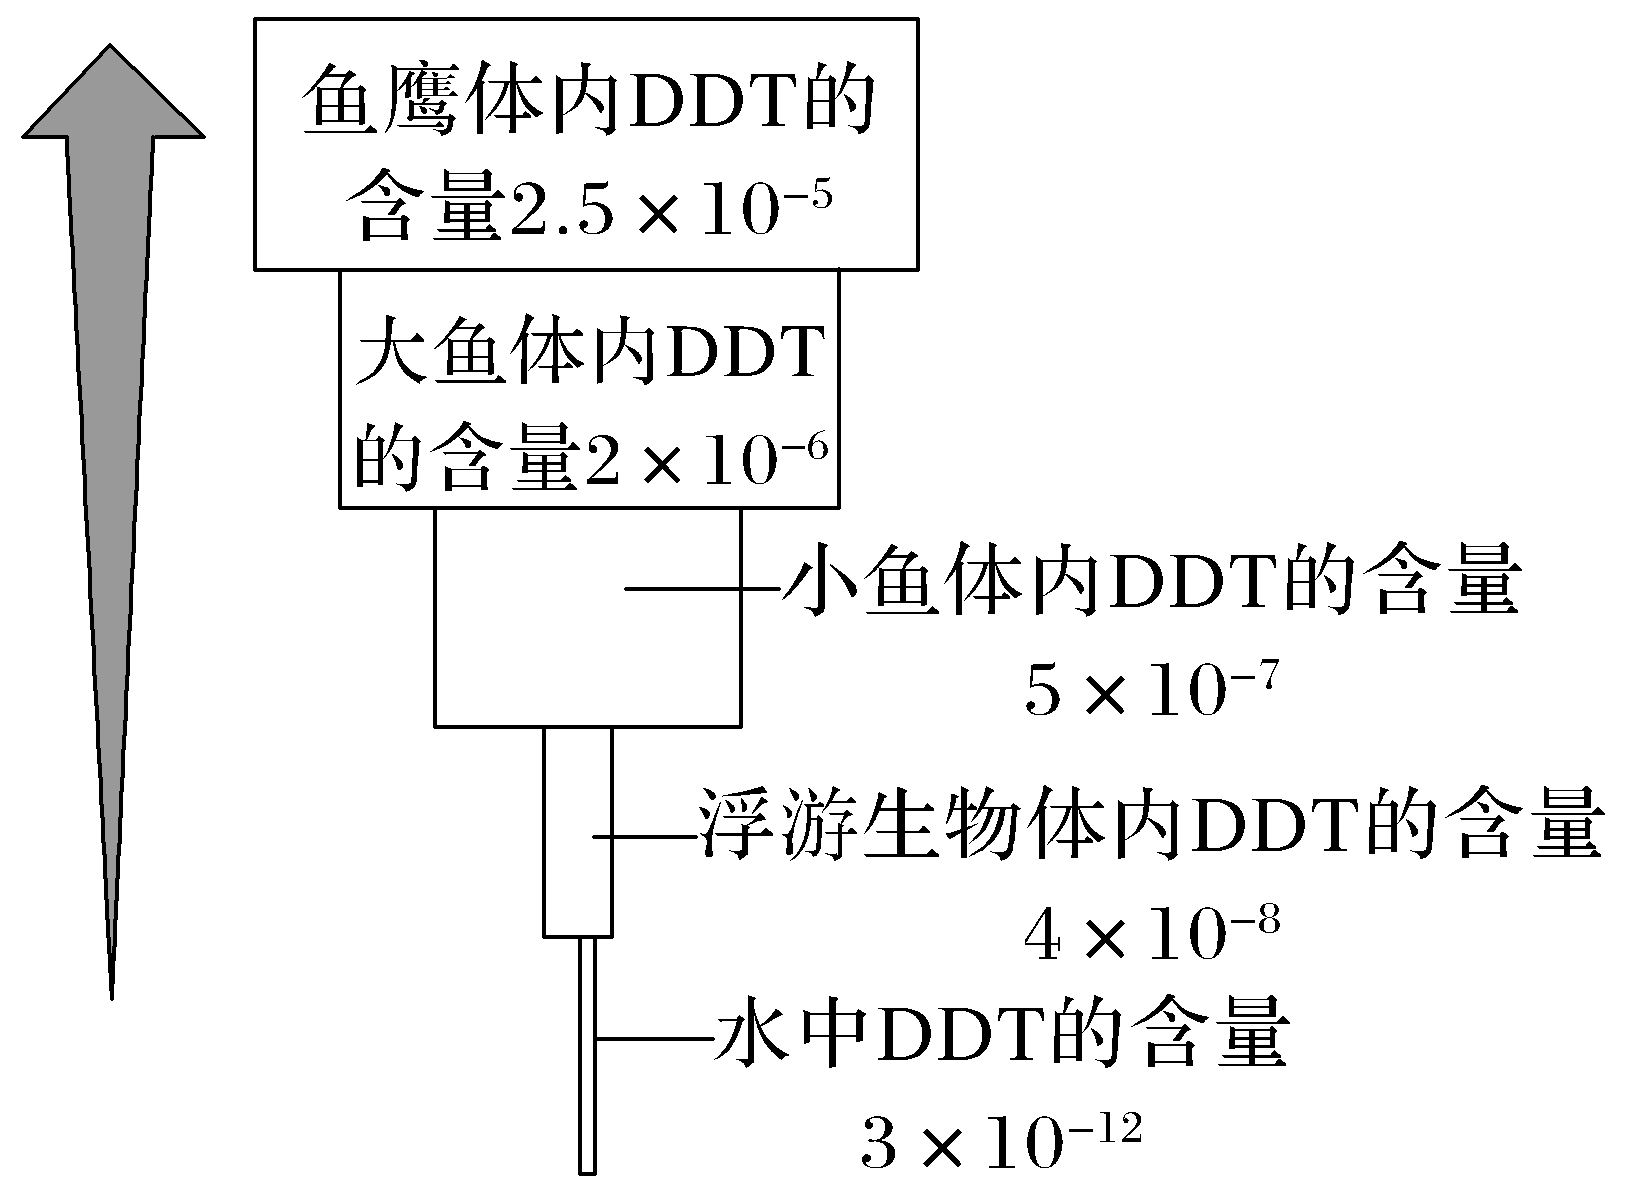 鱼鹰体内DDT的
含量2.5×10⁻⁵
大鱼体内DDT
的含量2×10⁻⁶
小鱼体内DDT的含量
5×10⁻⁷
浮游生物体内DDT的含量
4×10⁻⁸
水中DDT的含量
3×10⁻¹²